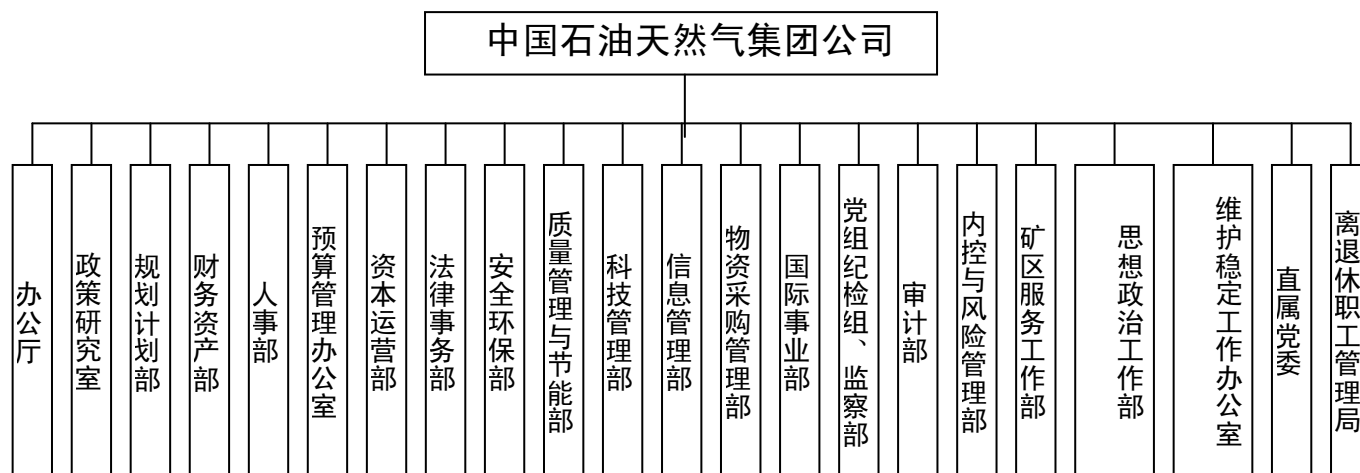 中国石油天然气集团公司
办公厅
政策研究室
规划计划部
财务资产部
人事部
预算管理办公室
资本运营部
法律事务部
安全环保部
质量管理与节能部
科技管理部
信息管理部
物资采购管理部
国际事业部
党组纪检组、监察部
审计部
内控与风险管理部
矿区服务工作部
思想政治工作部
维护稳定工作办公室
直属党委
离退休职工管理局